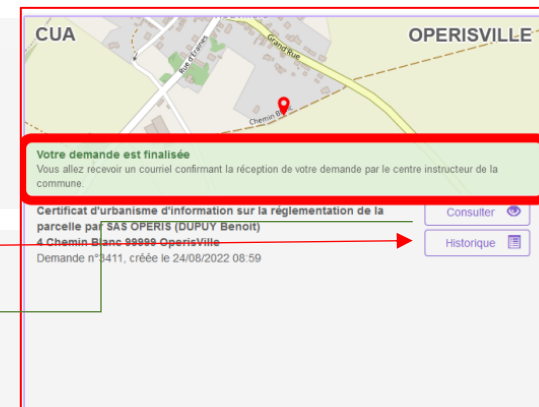 CUA
OPERISVILLE
Rue d'Eraines
Grand Rue
Chemin Blanc
Votre demande est finalisée
Vous allez recevoir un courriel confirmant la réception de votre demande par le centre instructeur de la
commune.
Certificat d'urbanisme d'information sur la réglementation de la
parcelle par SAS OPERIS (DUPUY Benoit)
4 Chemin Blanc 99999 OperisVille
Demande n°3411, créée le 24/08/2022 08:59
Consulter
Historique